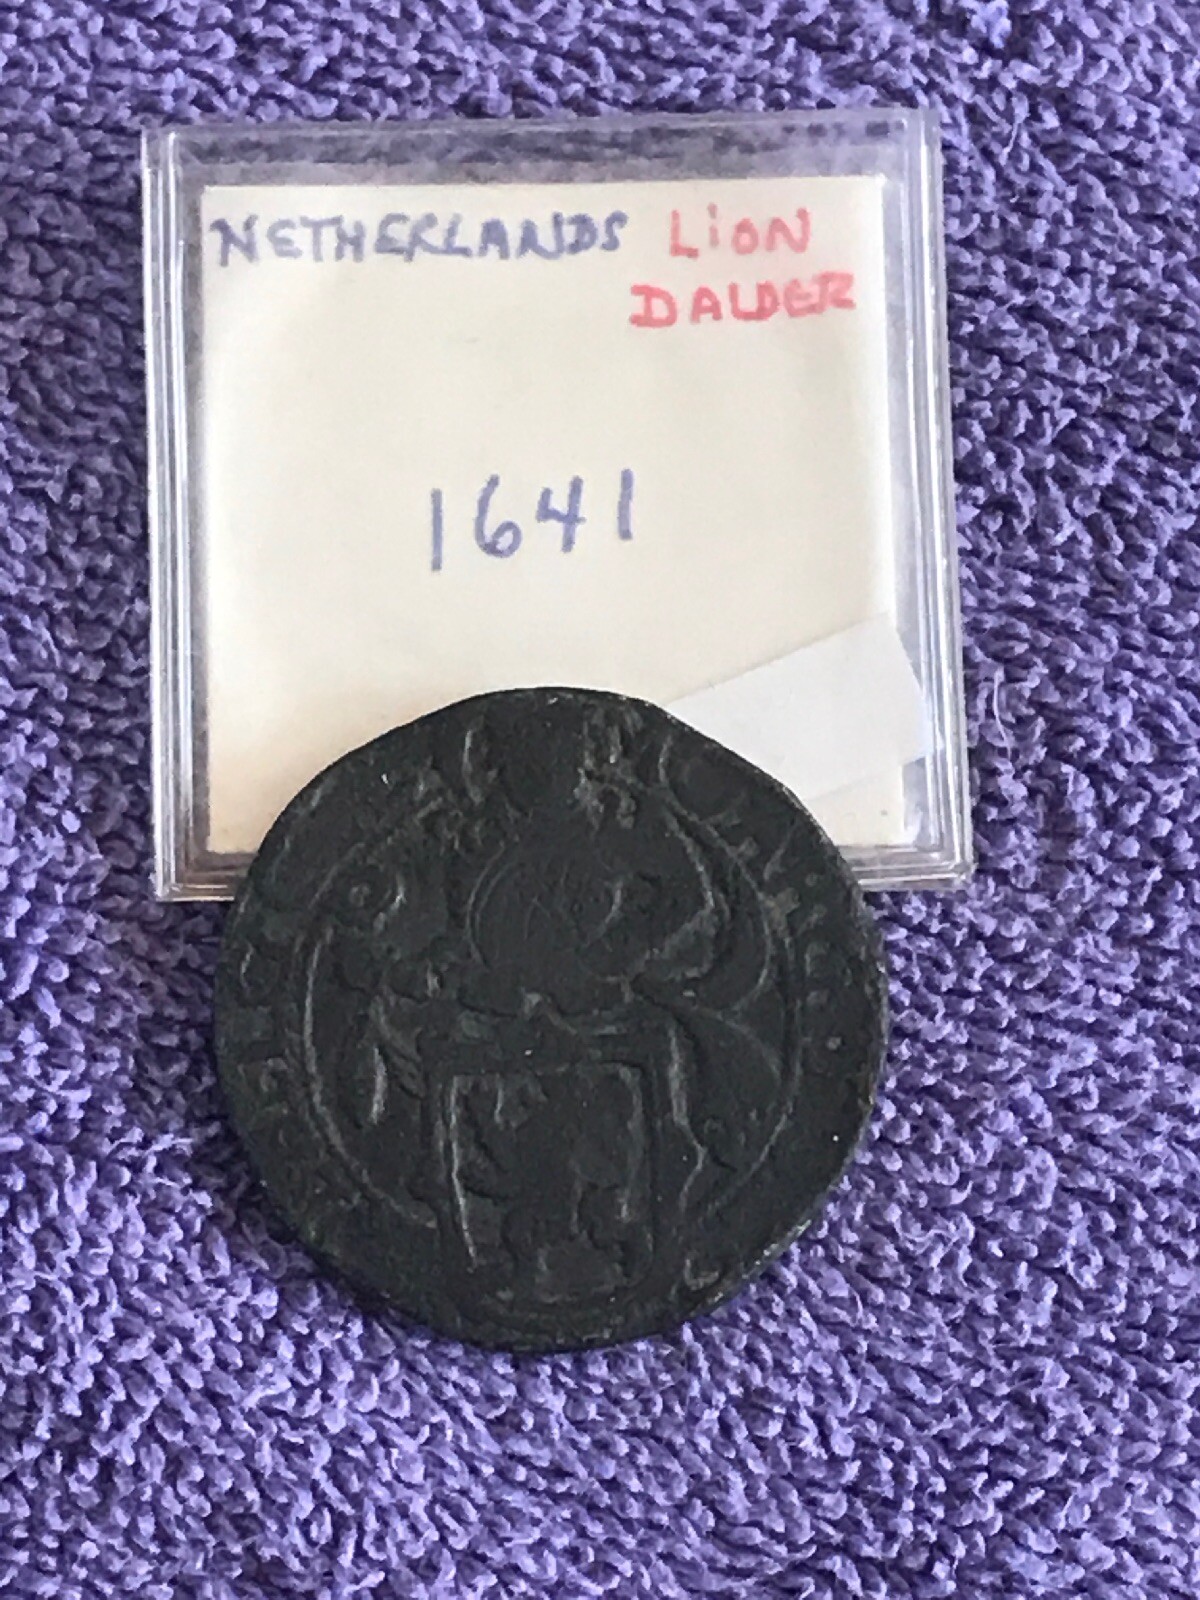 NETHERLANDS LiON
DALDER
1641